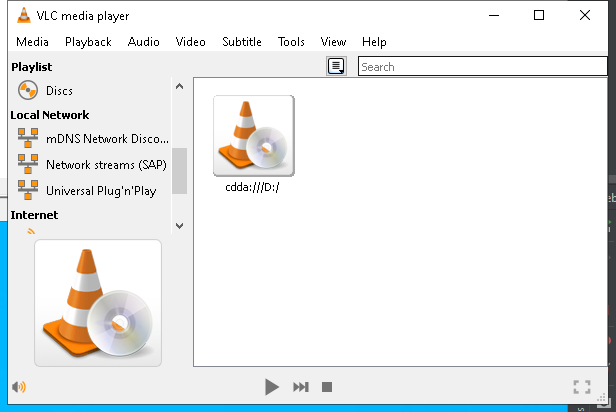 VLC media player
Media Playback Audio Video Subtitle Tools View Help
Playlist
Search
Discs
Local Network
mDNS Network Disco...
Network streams (SAP)
Universal Plug'n'Play
Internet
cdda:///D:/